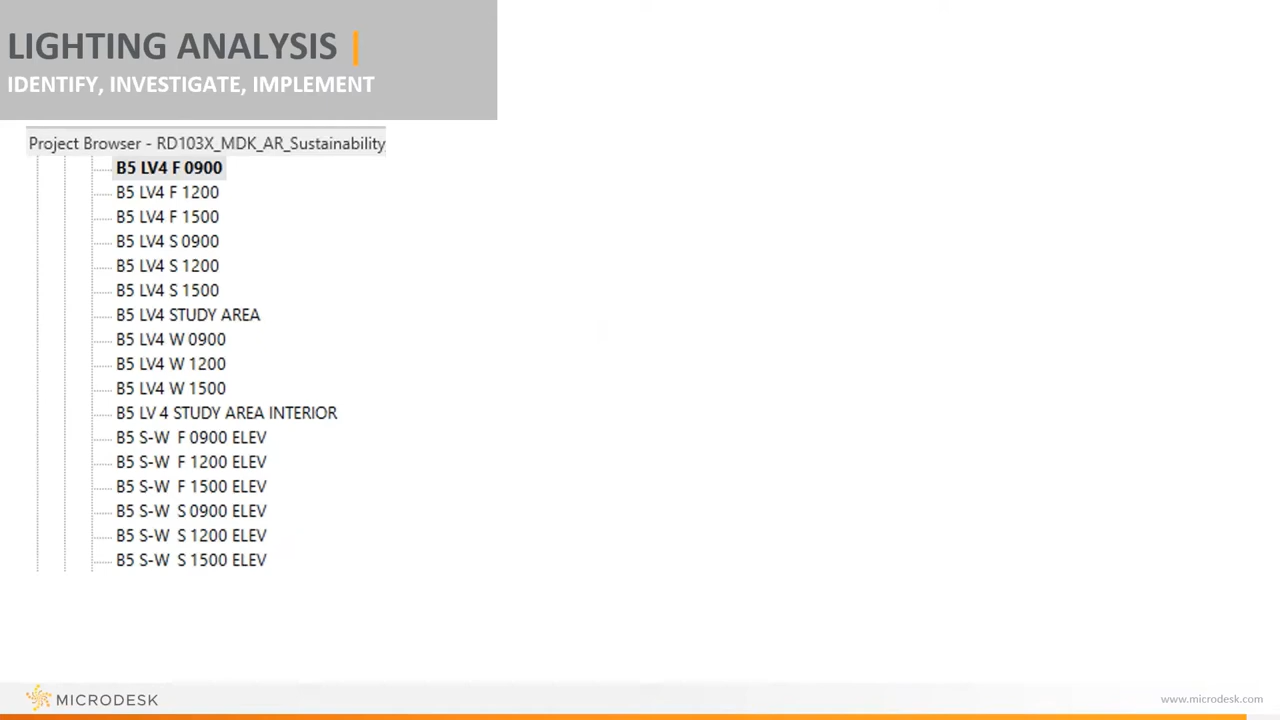 LIGHTING ANALYSIS |
IDENTIFY, INVESTIGATE, IMPLEMENT
Project Browser - RD103X_MDK_AR_Sustainability
B5 LV4 F 0900
B5 LV4 F 1200
B5 LV4 F 1500
B5 LV4 S 0900
B5 LV4 S 1200
B5 LV4 S 1500
B5 LV4 STUDY AREA
B5 LV4 W 0900
B5 LV4 W 1200
B5 LV4 W 1500
B5 LV 4 STUDY AREA INTERIOR
B5 S-W  F 0900 ELEV
B5 S-W  F 1200 ELEV
B5 S-W  F 1500 ELEV
B5 S-W  S 0900 ELEV
B5 S-W  S 1200 ELEV
B5 S-W  S 1500 ELEV
MICRODESK
www.microdesk.com